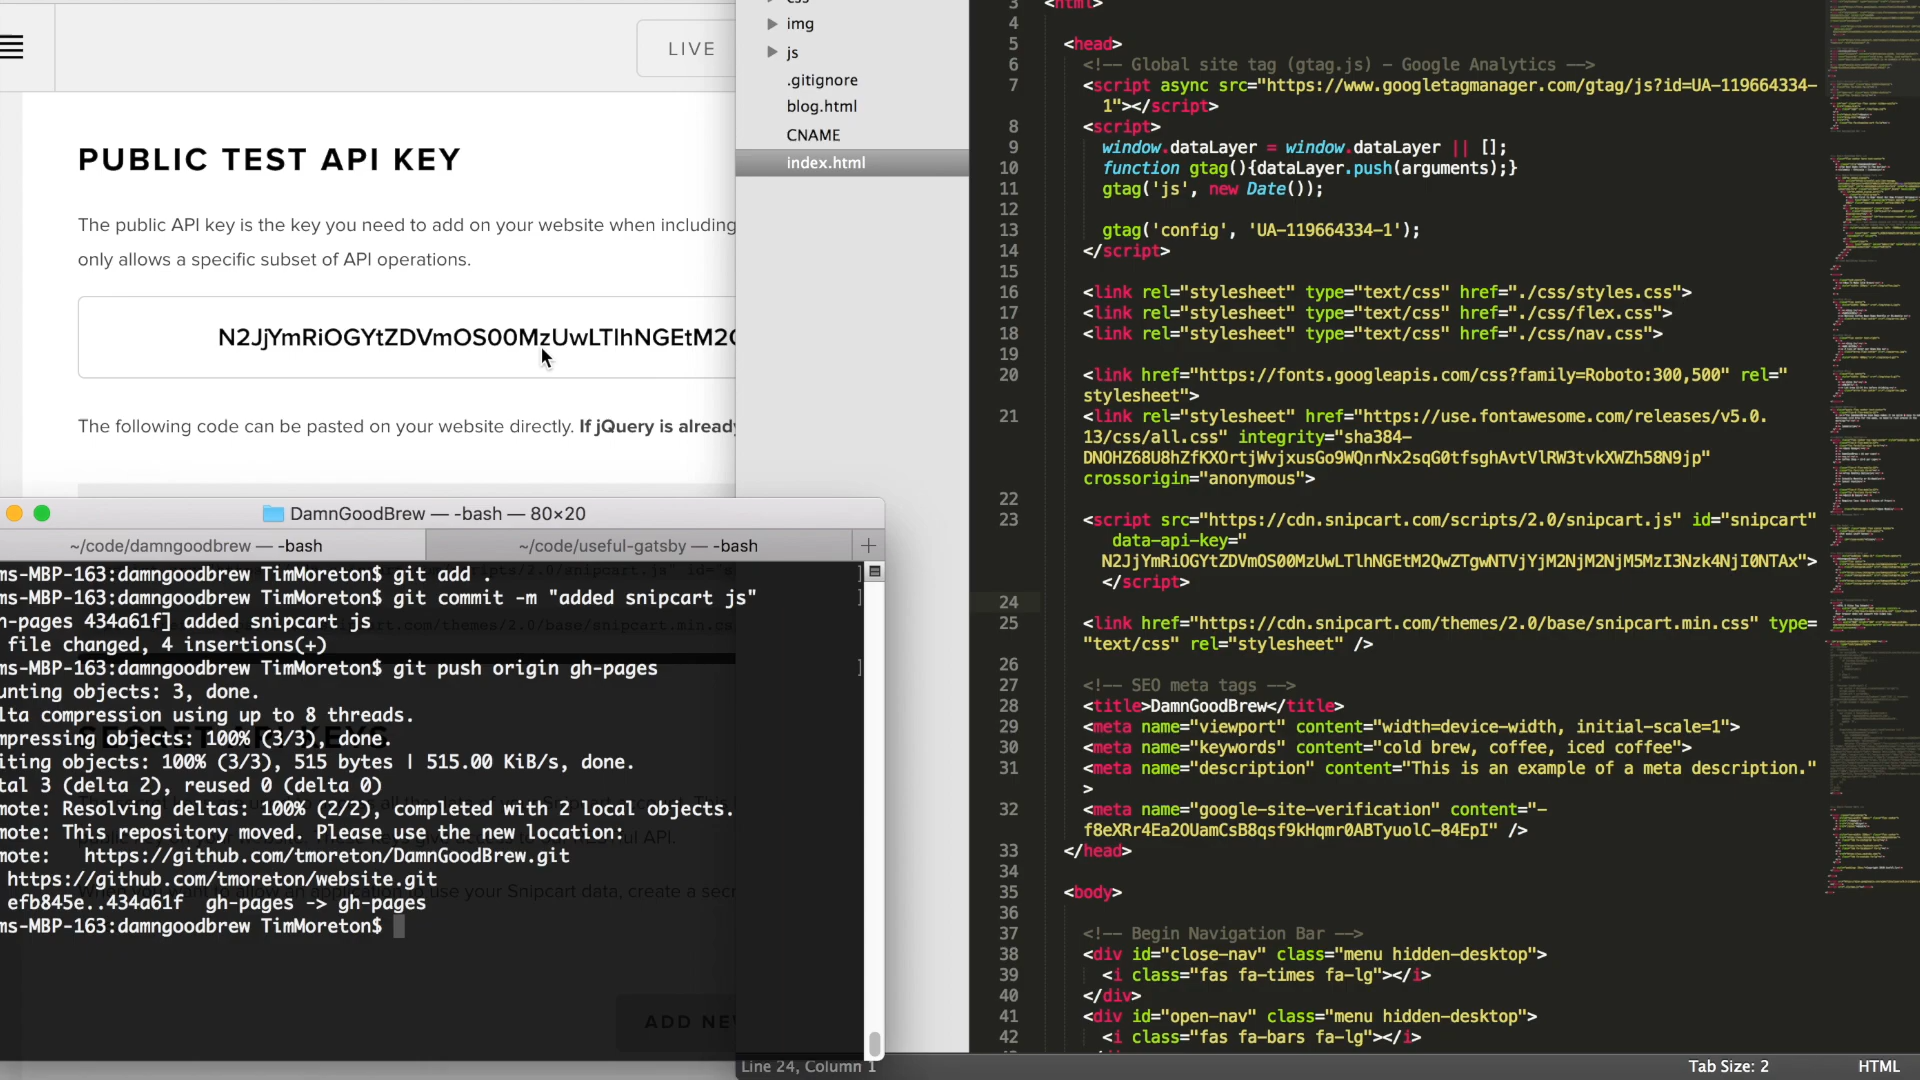 LIVE
PUBLIC TEST API KEY
The public API key is the key you need to add on your website when including
only allows a specific subset of API operations.
N2JjYmRiOGYtZDVmOS00MzUwLTlhNGEtM2
The following code can be pasted on your website directly. If jQuery is already
DamnGoodBrew — -bash — 80×20
~/code/damngoodbrew — -bash
~/code/useful-gatsby — -bash
ms-MBP-163:damngoodbrew TimMoreton$ git add .
ms-MBP-163:damngoodbrew TimMoreton$ git commit -m "added snipcart js"
h-pages 434a61f] added snipcart js
file changed, 4 insertions(+)
ms-MBP-163:damngoodbrew TimMoreton$ git push origin gh-pages
unting objects: 3, done.
lta compression using up to 8 threads.
mpressing objects: 100% (3/3), done.
iting objects: 100% (3/3), 515 bytes | 515.00 KiB/s, done.
tal 3 (delta 2), reused 0 (delta 0)
mote: Resolving deltas: 100% (2/2), completed with 2 local objects.
mote: This repository moved. Please use the new location:
mote:   https://github.com/tmoreton/DamnGoodBrew.git
https://github.com/tmoreton/website.git
efb845e..434a61f  gh-pages -> gh-pages
ms-MBP-163:damngoodbrew TimMoreton$
SECRET API KEYS
ADD NEW
css
img
js
.gitignore
blog.html
CNAME
index.html
3 <html>
4
5 <head>
6 <!-- Global site tag (gtag.js) - Google Analytics -->
7 <script async src="https://www.googletagmanager.com/gtag/js?id=UA-119664334-
1"></script>
8 <script>
9 window.dataLayer = window.dataLayer || [];
10 function gtag(){dataLayer.push(arguments);}
11 gtag('js', new Date());
12
13 gtag('config', 'UA-119664334-1');
14 </script>
15
16 <link rel="stylesheet" type="text/css" href="./css/styles.css">
17 <link rel="stylesheet" type="text/css" href="./css/flex.css">
18 <link rel="stylesheet" type="text/css" href="./css/nav.css">
19
20 <link href="https://fonts.googleapis.com/css?family=Roboto:300,500" rel="
stylesheet">
21 <link rel="stylesheet" href="https://use.fontawesome.com/releases/v5.0.
13/css/all.css" integrity="sha384-
DNOHZ68U8hZfKXOrtjWvjxusGo9WQnrNx2sqG0tfsghAvtVlRW3tvkXWZh58N9jp"
crossorigin="anonymous">
22
23 <script src="https://cdn.snipcart.com/scripts/2.0/snipcart.js" id="snipcart"
data-api-key="
N2JjYmRiOGYtZDVmOS00MzUwLTlhNGEtM2QwZTgwNTVjYjM2NjM2NjM5MzI3Nzk4NjI0NTAx">
</script>
24
25 <link href="https://cdn.snipcart.com/themes/2.0/base/snipcart.min.css" type=
"text/css" rel="stylesheet" />
26
27 <!-- SEO meta tags -->
28 <title>DamnGoodBrew</title>
29 <meta name="viewport" content="width=device-width, initial-scale=1">
30 <meta name="keywords" content="cold brew, coffee, iced coffee">
31 <meta name="description" content="This is an example of a meta description."
>
32 <meta name="google-site-verification" content="-
f8eXRr4Ea2OUamCsB8qsf9kHqmr0ABTyuolC-84EpI" />
33 </head>
34
35 <body>
36
37 <!-- Begin Navigation Bar -->
38 <div id="close-nav" class="menu hidden-desktop">
39 <i class="fas fa-times fa-lg"></i>
40 </div>
41 <div id="open-nav" class="menu hidden-desktop">
42 <i class="fas fa-bars fa-lg"></i>
Line 24, Column 1
Tab Size: 2
HTML